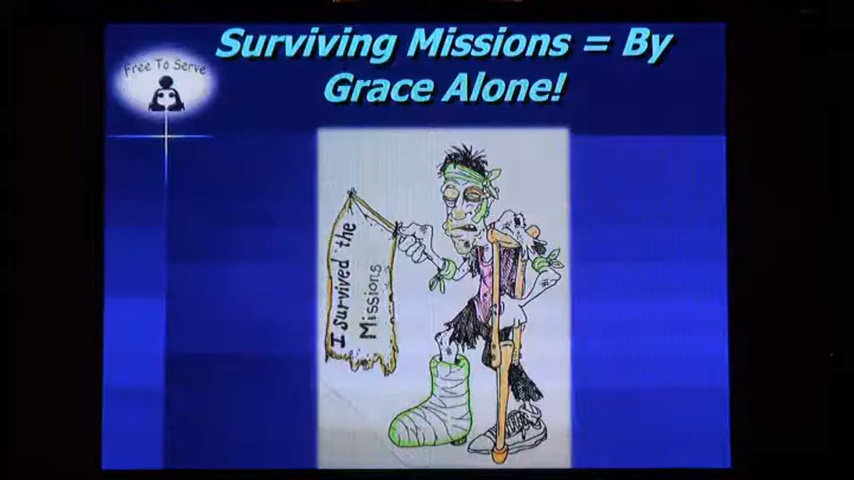 Surviving Missions = By
Grace Alone!
Free To Serve
I survived the
Missions